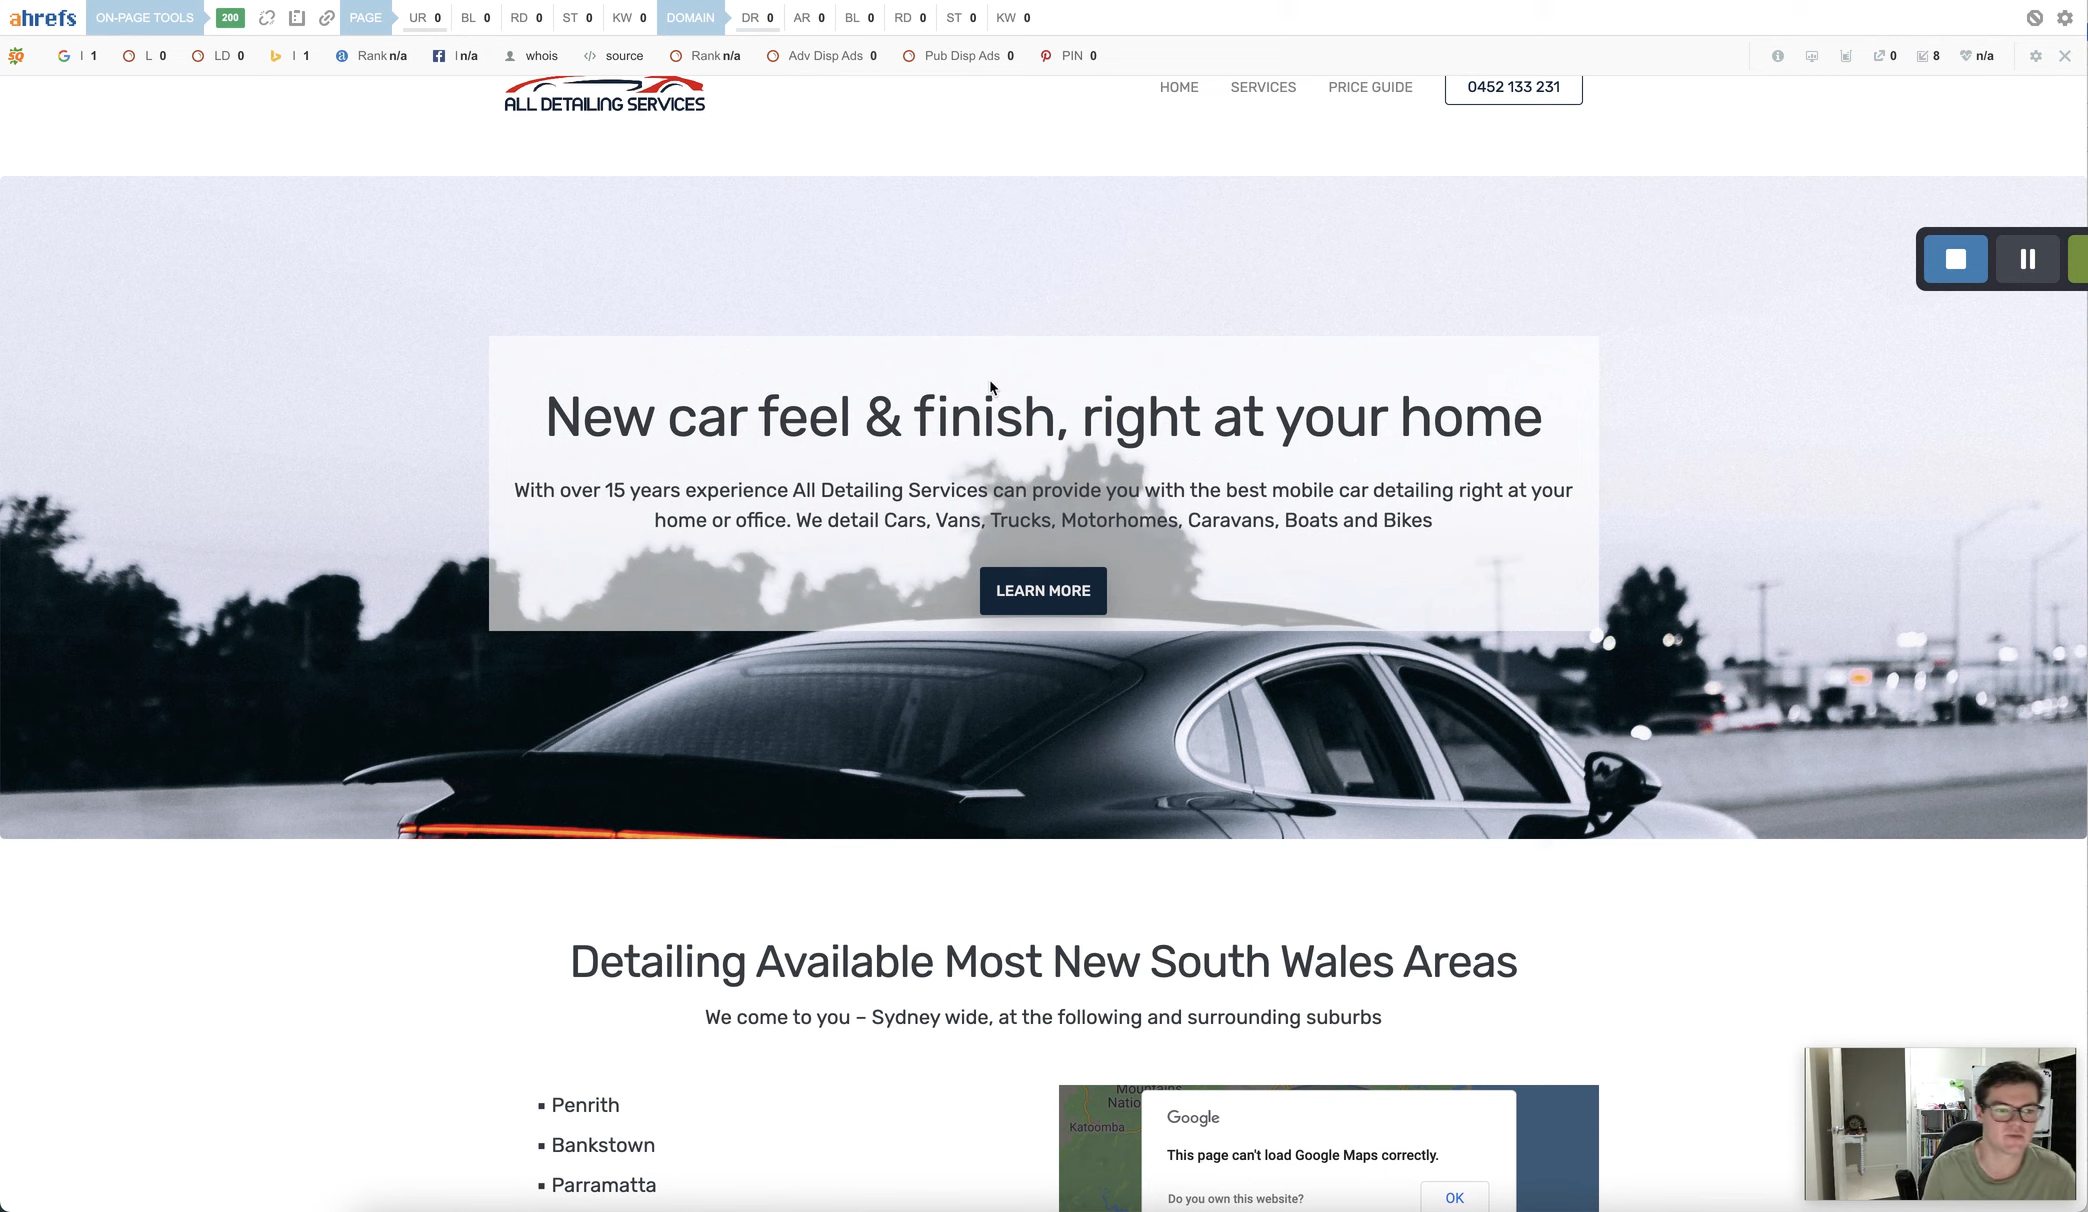 ahrefs ON-PAGE TOOLS 200 PAGE UR 0 BL 0 RD 0 ST 0 KW 0 DOMAIN DR 0 AR 0 BL 0 RD 0 ST 0 KW 0
SQ I 1 L 0 LD 0 I 1 Rank n/a I n/a whois source Rank n/a Adv Disp Ads 0 Pub Disp Ads 0 PIN 0 0 8 n/a
ALL DETAILING SERVICES
HOME SERVICES PRICE GUIDE 0452 133 231
New car feel & finish, right at your home
With over 15 years experience All Detailing Services can provide you with the best mobile car detailing right at your
home or office. We detail Cars, Vans, Trucks, Motorhomes, Caravans, Boats and Bikes
LEARN MORE
Detailing Available Most New South Wales Areas
We come to you – Sydney wide, at the following and surrounding suburbs
▪ Penrith
▪ Bankstown
▪ Parramatta
Mountains
Natio
Katoomba
Google
This page can't load Google Maps correctly.
Do you own this website?
OK